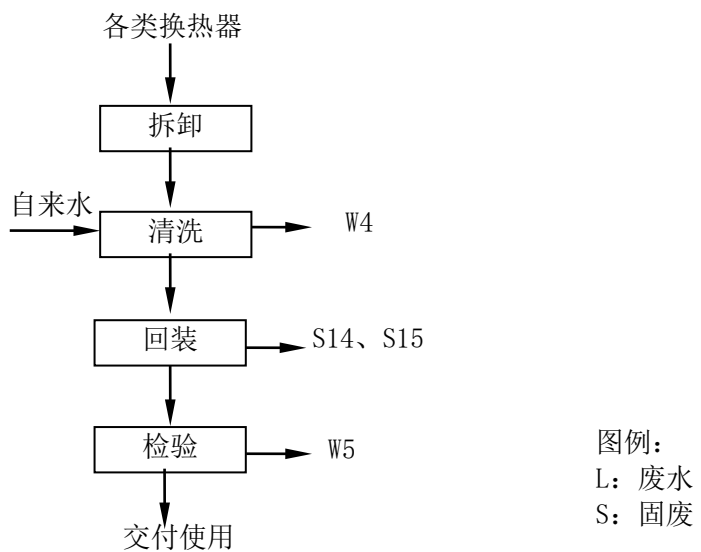 各类换热器
拆卸
自来水
清洗
W4
回装
S14、S15
检验
W5
交付使用
图例：
L：废水
S：固废